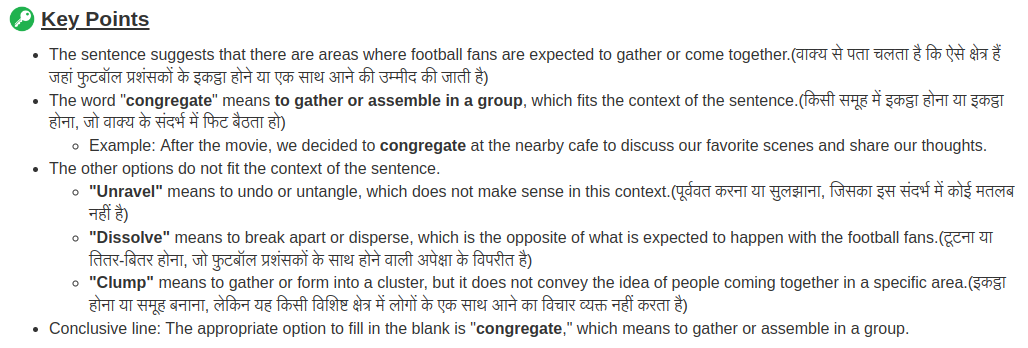 Key Points
The sentence suggests that there are areas where football fans are expected to gather or come together.(वाक्य से पता चलता है कि ऐसे क्षेत्र हैं
जहां फुटबॉल प्रशंसकों के इकट्ठा होने या एक साथ आने की उम्मीद की जाती है)
The word "congregate" means to gather or assemble in a group, which fits the context of the sentence.(किसी समूह में इकट्ठा होना या इकट्ठा
होना, जो वाक्य के संदर्भ में फिट बैठता हो)
Example: After the movie, we decided to congregate at the nearby cafe to discuss our favorite scenes and share our thoughts.
The other options do not fit the context of the sentence.
"Unravel" means to undo or untangle, which does not make sense in this context.(पूर्ववत करना या सुलझाना, जिसका इस संदर्भ में कोई मतलब
नहीं है)
"Dissolve" means to break apart or disperse, which is the opposite of what is expected to happen with the football fans.(टूटना या
तितर-बितर होना, जो फुटबॉल प्रशंसकों के साथ होने वाली अपेक्षा के विपरीत है)
"Clump" means to gather or form into a cluster, but it does not convey the idea of people coming together in a specific area.(इकट्ठा
होना या समूह बनाना, लेकिन यह किसी विशिष्ट क्षेत्र में लोगों के एक साथ आने का विचार व्यक्त नहीं करता है)
Conclusive line: The appropriate option to fill in the blank is "congregate," which means to gather or assemble in a group.